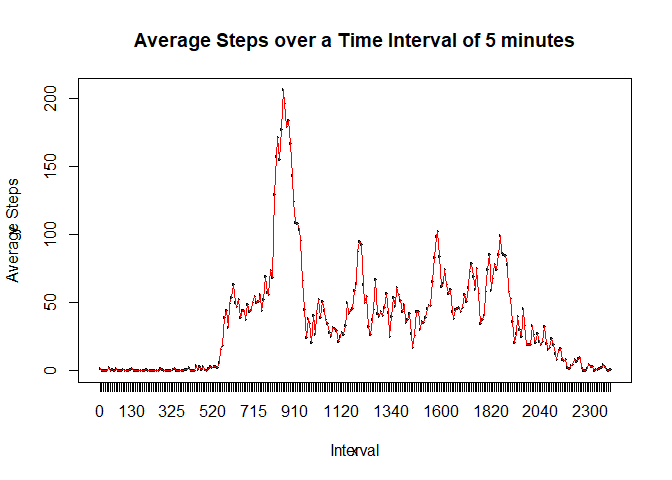 Average Steps over a Time Interval of 5 minutes
Average Steps
200
150
100
50
0
0 130 325 520 715 910 1120 1340 1600 1820 2040 2300
Interval